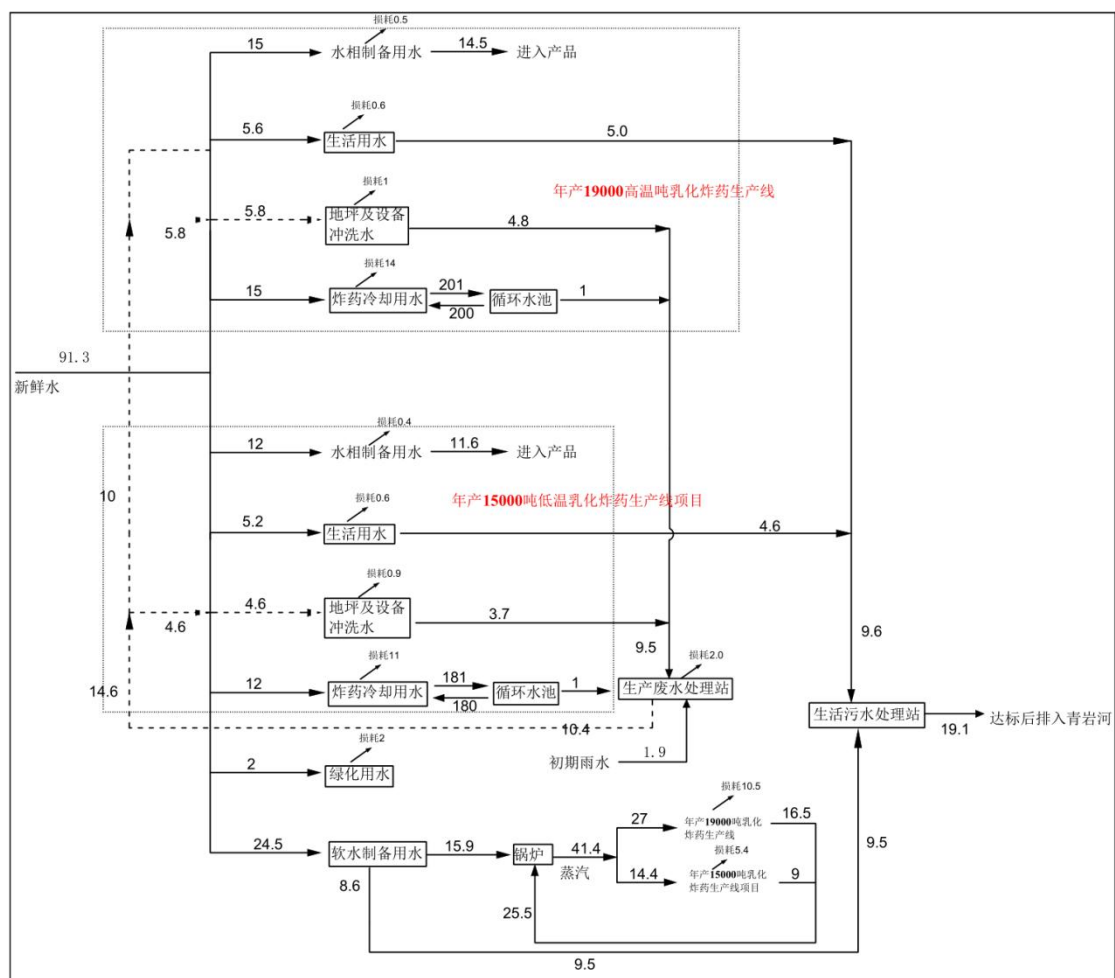 损耗0.5
15
水相制备用水
14.5
进入产品
损耗0.6
5.6
生活用水
5.0
损耗1
年产19000高温吨乳化炸药生产线
5.8
5.8
地坪及设备
冲洗水
4.8
损耗14
15
炸药冷却用水
201
200
循环水池
1
91.3
新鲜水
损耗0.4
12
水相制备用水
11.6
进入产品
10
损耗0.6
年产15000吨低温乳化炸药生产线项目
5.2
生活用水
4.6
损耗0.9
4.6
4.6
地坪及设备
冲洗水
3.7
9.5
9.6
损耗11
损耗2.0
14.6
12
炸药冷却用水
181
180
循环水池
1
生产废水处理站
10.4
生活污水处理站
19.1
达标后排入青岩河
损耗2
2
绿化用水
初期雨水
1.9
损耗10.5
27
年产19000吨乳化
炸药生产线
16.5
24.5
软水制备用水
15.9
锅炉
41.4
蒸汽
损耗5.4
14.4
年产15000吨乳化
炸药生产线项目
9
9.5
8.6
25.5
9.5